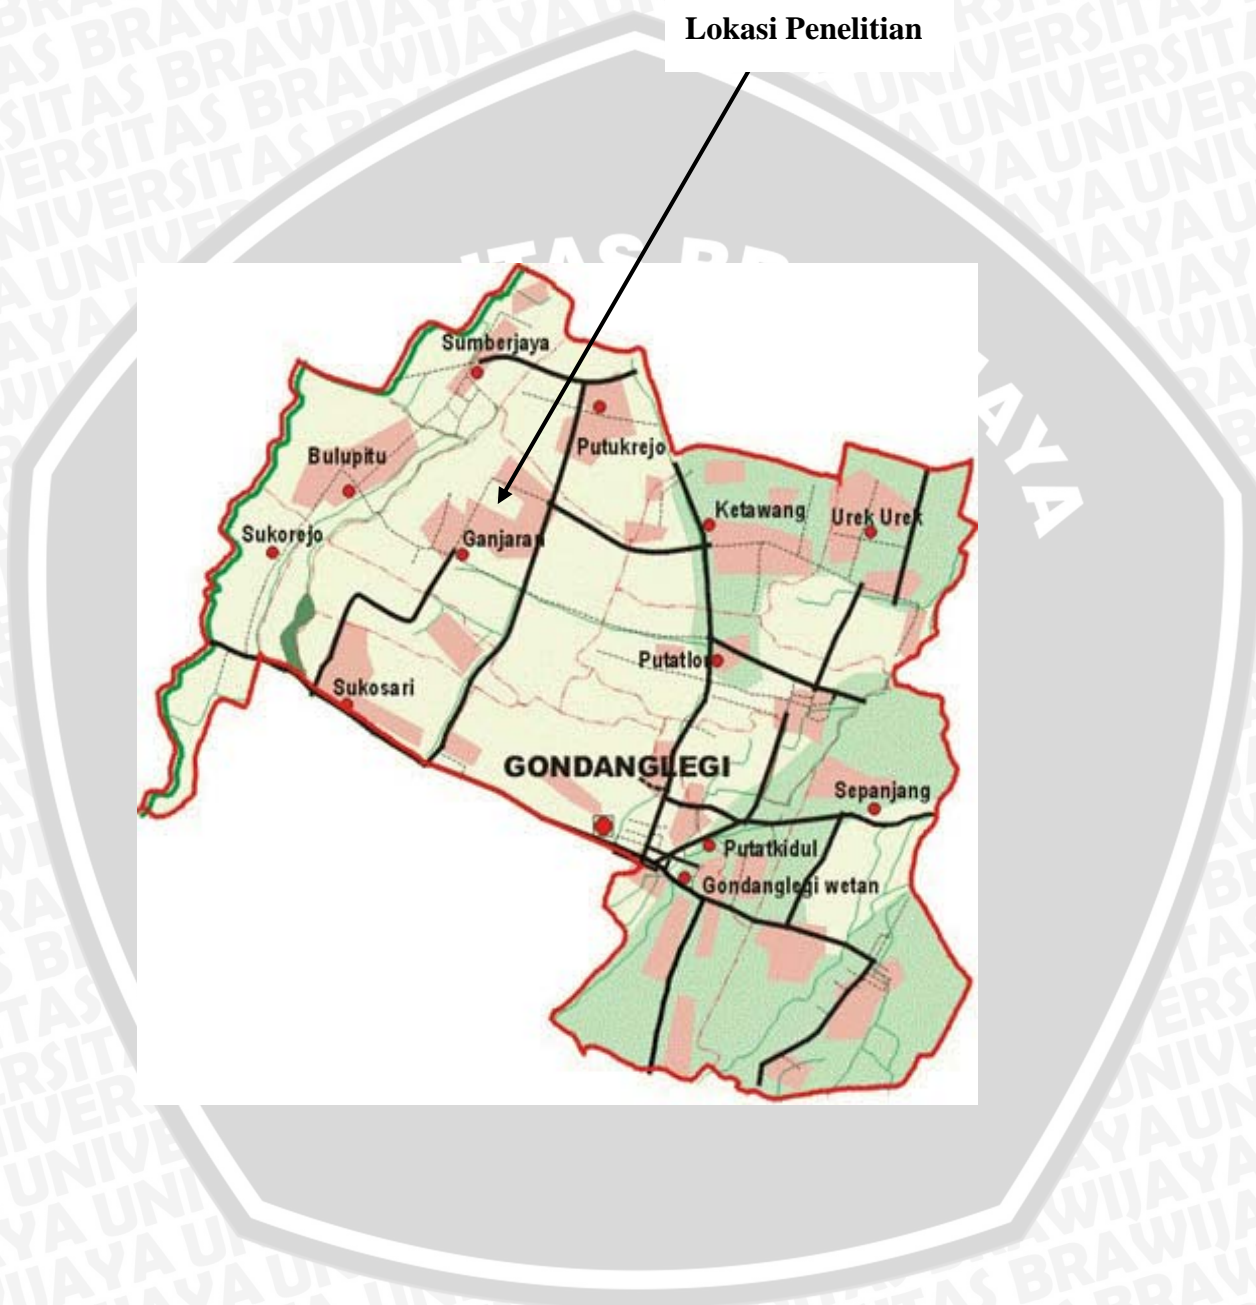 Lokasi Penelitian
Sumberjaya
Putukrejo
Bulupitu
Ketawang
Urek Urek
Sukorejo
Ganjaran
Putatlor
Sukosari
GONDANGLEGI
Sepanjang
Putatkidul
Gondanglegi wetan